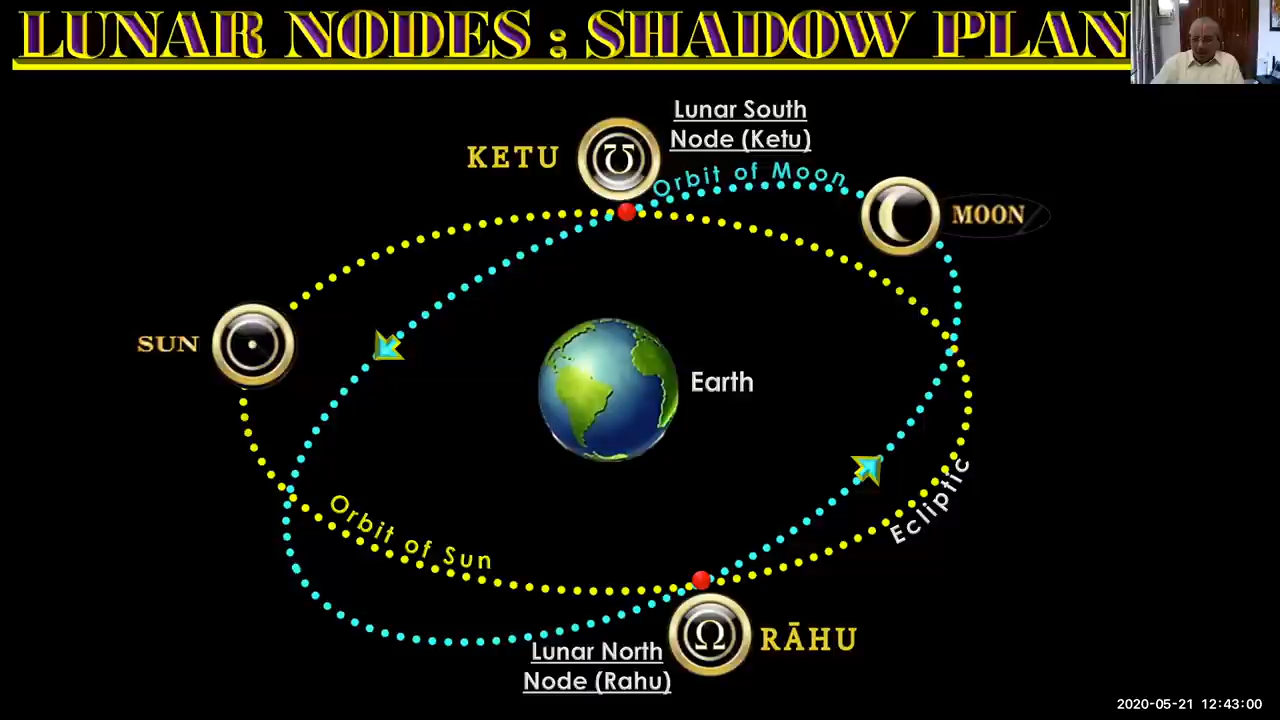 LUNAR NODES ; SHADOW PLAN
Lunar South
Node (Ketu)
KETU
Orbit of Moon
MOON
SUN
Earth
Orbit of Sun
Ecliptic
RĀHU
Lunar North
Node (Rahu)
2020-05-21 12:43:00